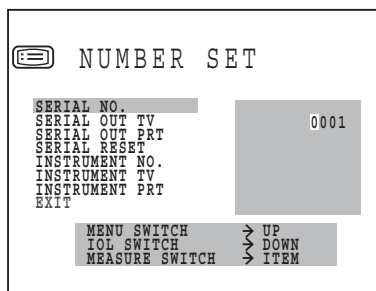 NUMBER SET
SERIAL NO.
SERIAL OUT TV
SERIAL OUT PRT
SERIAL RESET
INSTRUMENT NO.
INSTRUMENT TV
INSTRUMENT PRT
EXIT
0001
MENU SWITCH → UP
IOL SWITCH → DOWN
MEASURE SWITCH → ITEM